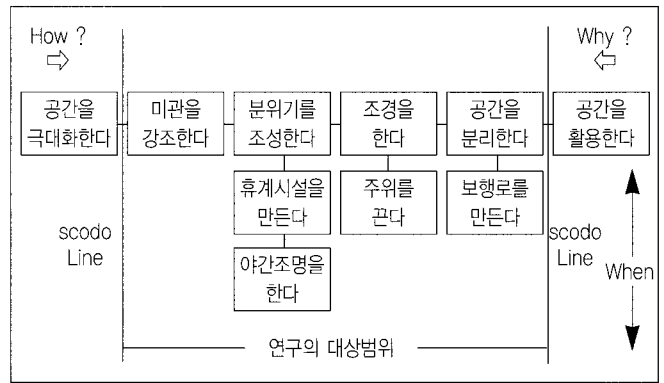 How ?
Why ?
공간을
극대화한다
미관을
강조한다
분위기를
조성한다
조경을
한다
공간을
분리한다
공간을
활용한다
휴게시설을
만든다
주위를
끈다
보행로를
만든다
야간조명을
한다
scodo
Line
scodo
Line
When
연구의 대상범위